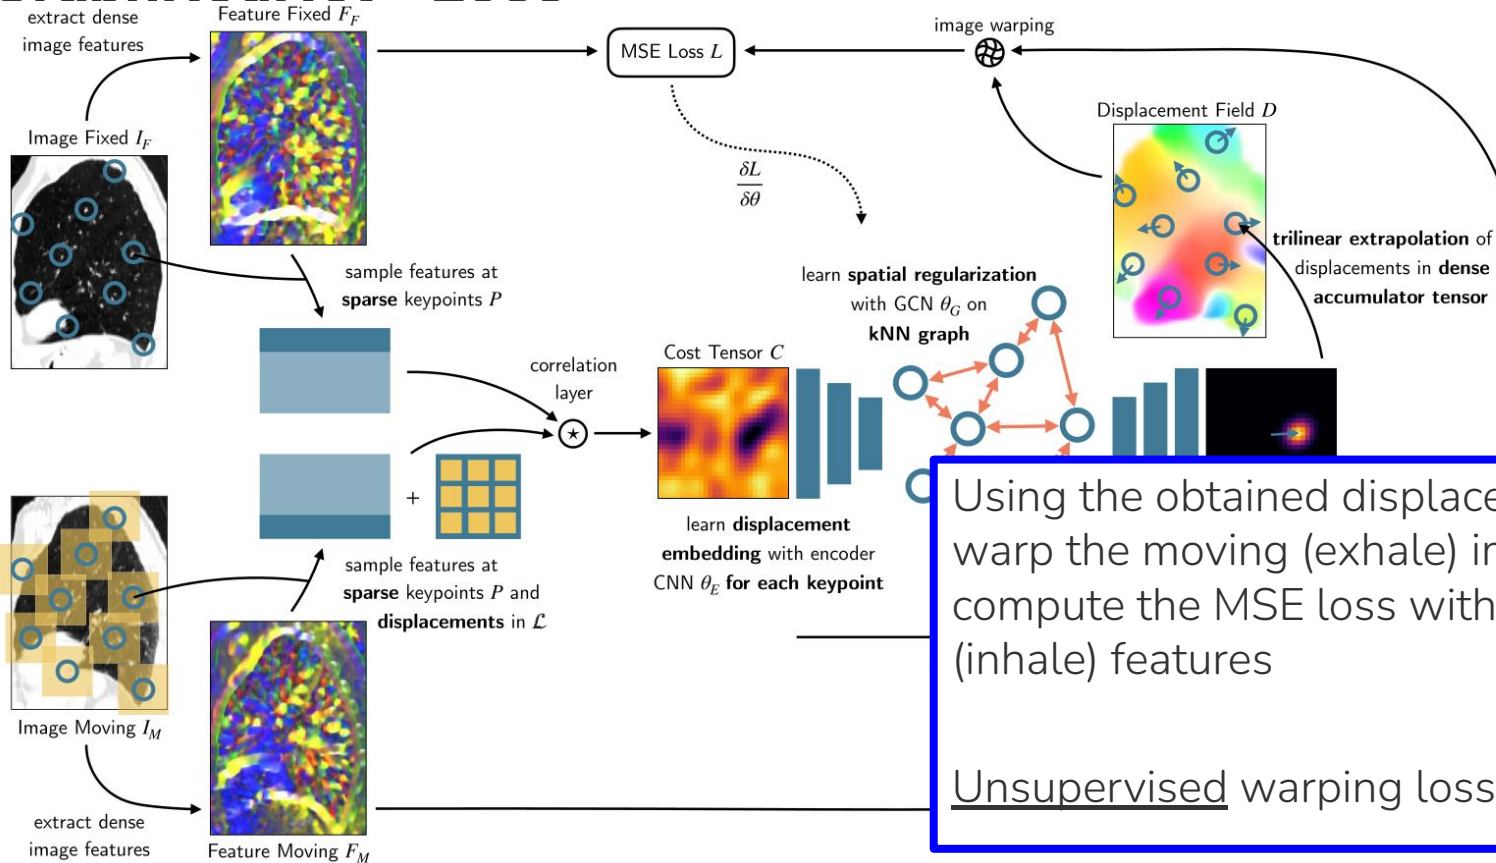 extract dense
image features
Feature Fixed F_F
MSE Loss L
image warping
Image Fixed I_F
Displacement Field D
δL
δθ
sample features at
sparse keypoints P
learn spatial regularization
with GCN θ_G on
kNN graph
trilinear extrapolation of
displacements in dense
accumulator tensor
correlation
layer
Cost Tensor C
+
learn displacement
embedding with encoder
CNN θ_E for each keypoint
sample features at
sparse keypoints P and
displacements in ℒ
Image Moving I_M
extract dense
image features
Feature Moving F_M
Using the obtained
warp the moving (exhale)
compute the MSE loss with
(inhale) features
Unsupervised warping loss